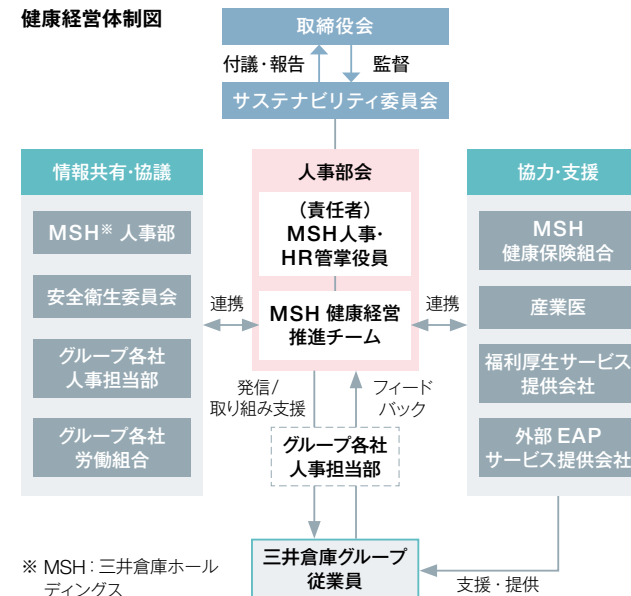 健康経営体制図
取締役会
付議・報告
監督
サステナビリティ委員会
情報共有・協議
MSH※ 人事部
安全衛生委員会
グループ各社
人事担当部
グループ各社
労働組合
連携
人事部会
（責任者）
MSH人事・
HR管掌役員
MSH 健康経営
推進チーム
連携
協力・支援
MSH
健康保険組合
産業医
福利厚生サービス
提供会社
外部 EAP
サービス提供会社
発信/
取り組み支援
フィード
バック
グループ各社
人事担当部
三井倉庫グループ
従業員
支援・提供
※ MSH：三井倉庫ホール
ディングス